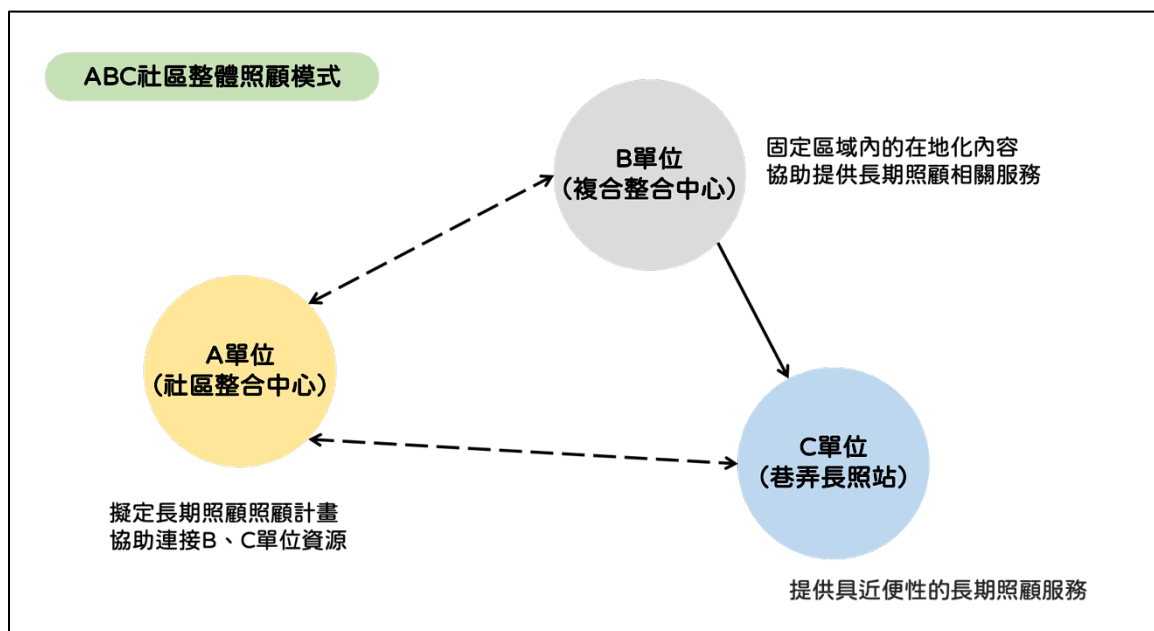 ABC社區整體照顧模式
B單位
(複合整合中心)
固定區域內的在地化內容
協助提供長期照顧相關服務
A單位
(社區整合中心)
擬定長期照顧照顧計畫
協助連接B、C單位資源
C單位
(巷弄長照站)
提供具近便性的長期照顧服務